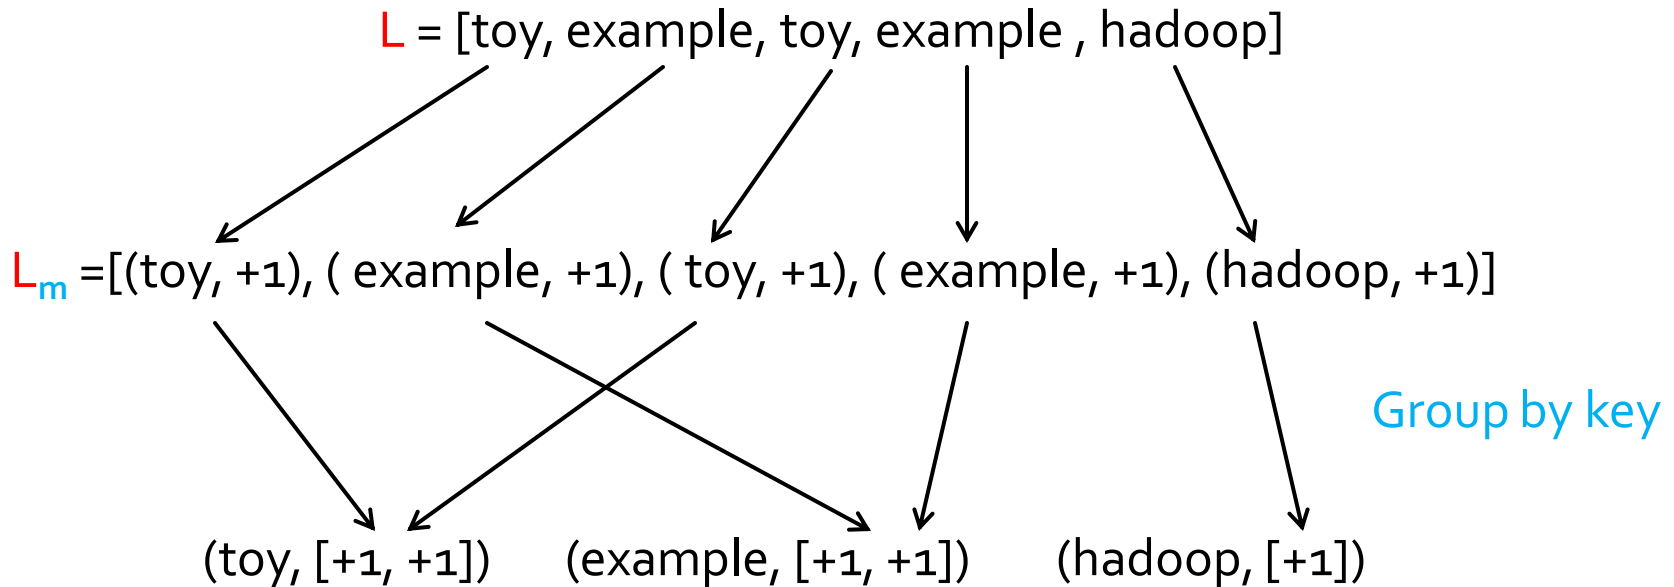 L = [toy, example, toy, example , hadoop]
Lm =[(toy, +1), ( example, +1), ( toy, +1), ( example, +1), (hadoop, +1)]
Group by key
(toy, [+1, +1]) (example, [+1, +1]) (hadoop, [+1])